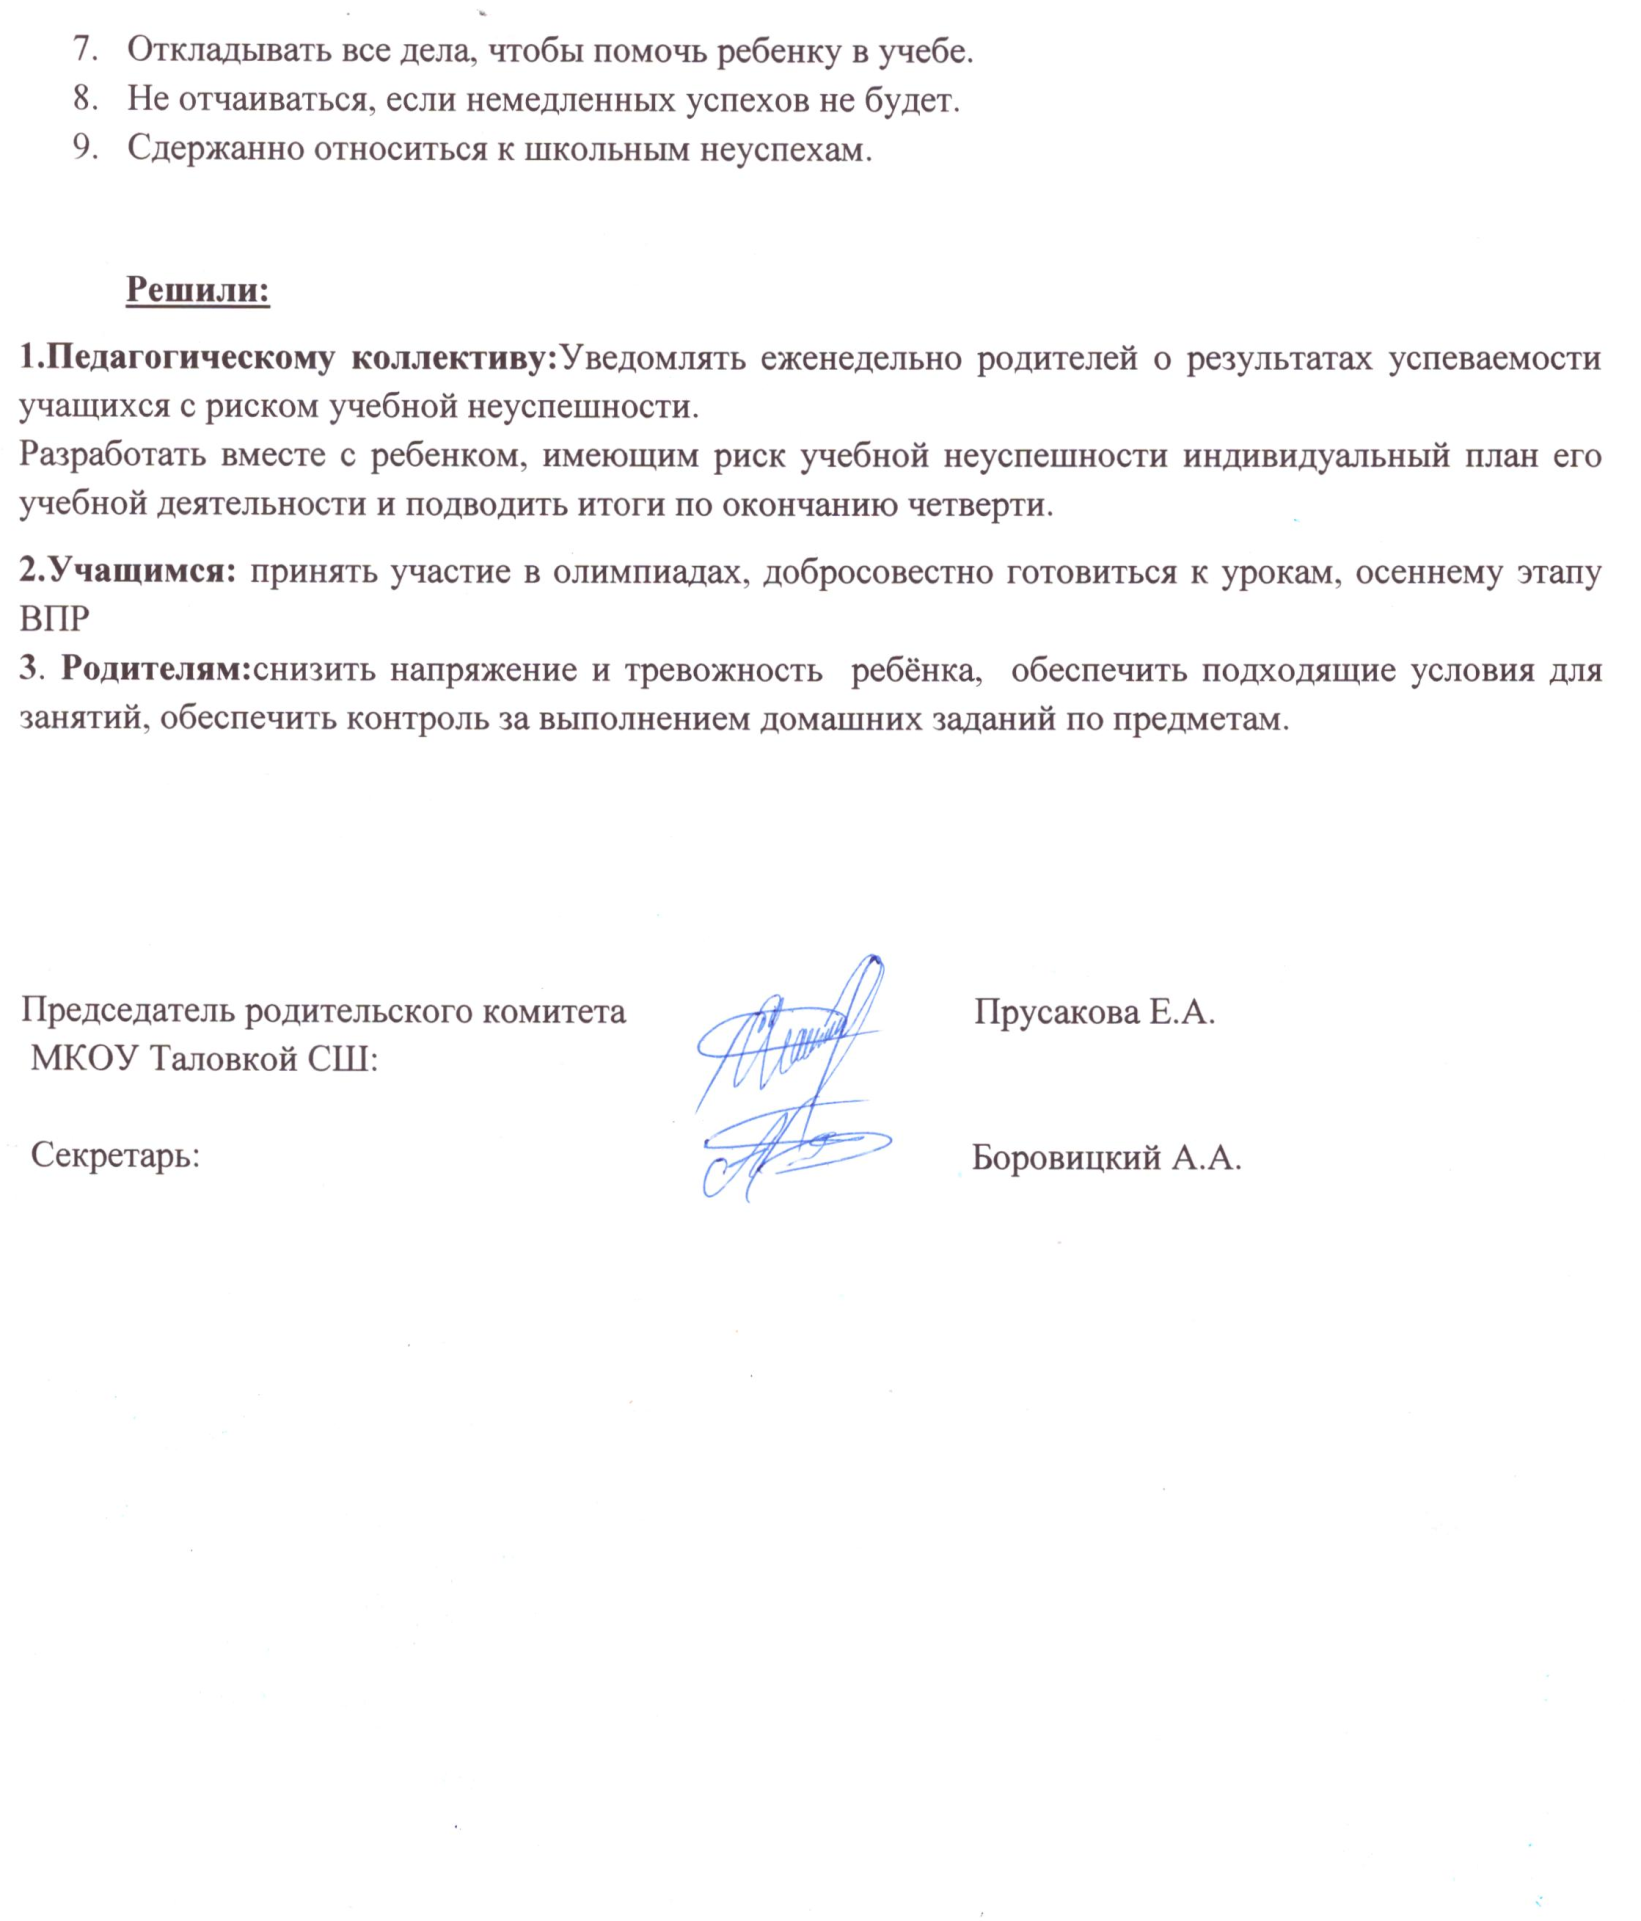 7. Откладывать все дела, чтобы помочь ребенку в учебе.
8. Не отчаиваться, если немедленных успехов не будет.
9. Сдержанно относиться к школьным неуспехам.
Решили:
1.Педагогическому коллективу:Уведомлять еженедельно родителей о результатах успеваемости
учащихся с риском учебной неуспешности.
Разработать вместе с ребенком, имеющим риск учебной неуспешности индивидуальный план его
учебной деятельности и подводить итоги по окончанию четверти.
2.Учащимся: принять участие в олимпиадах, добросовестно готовиться к урокам, осеннему этапу
ВПР
3. Родителям:снизить напряжение и тревожность ребёнка, обеспечить подходящие условия для
занятий, обеспечить контроль за выполнением домашних заданий по предметам.
Председатель родительского комитета Прусакова Е.А.
МКОУ Таловкой СШ:
Секретарь: Боровицкий А.А.